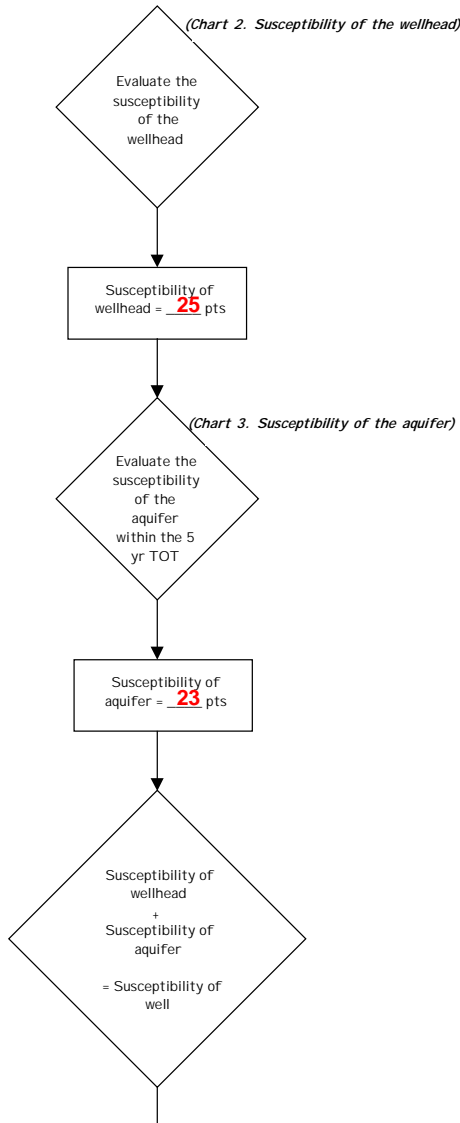 (Chart 2. Susceptibility of the wellhead)
Evaluate the
susceptibility
of the
wellhead
Susceptibility of
wellhead = __25__ pts
(Chart 3. Susceptibility of the aquifer)
Evaluate the
susceptibility
of the
aquifer
within the 5
yr TOT
Susceptibility of
aquifer = __23__ pts
Susceptibility of
wellhead
+
Susceptibility of
aquifer
= Susceptibility of
well